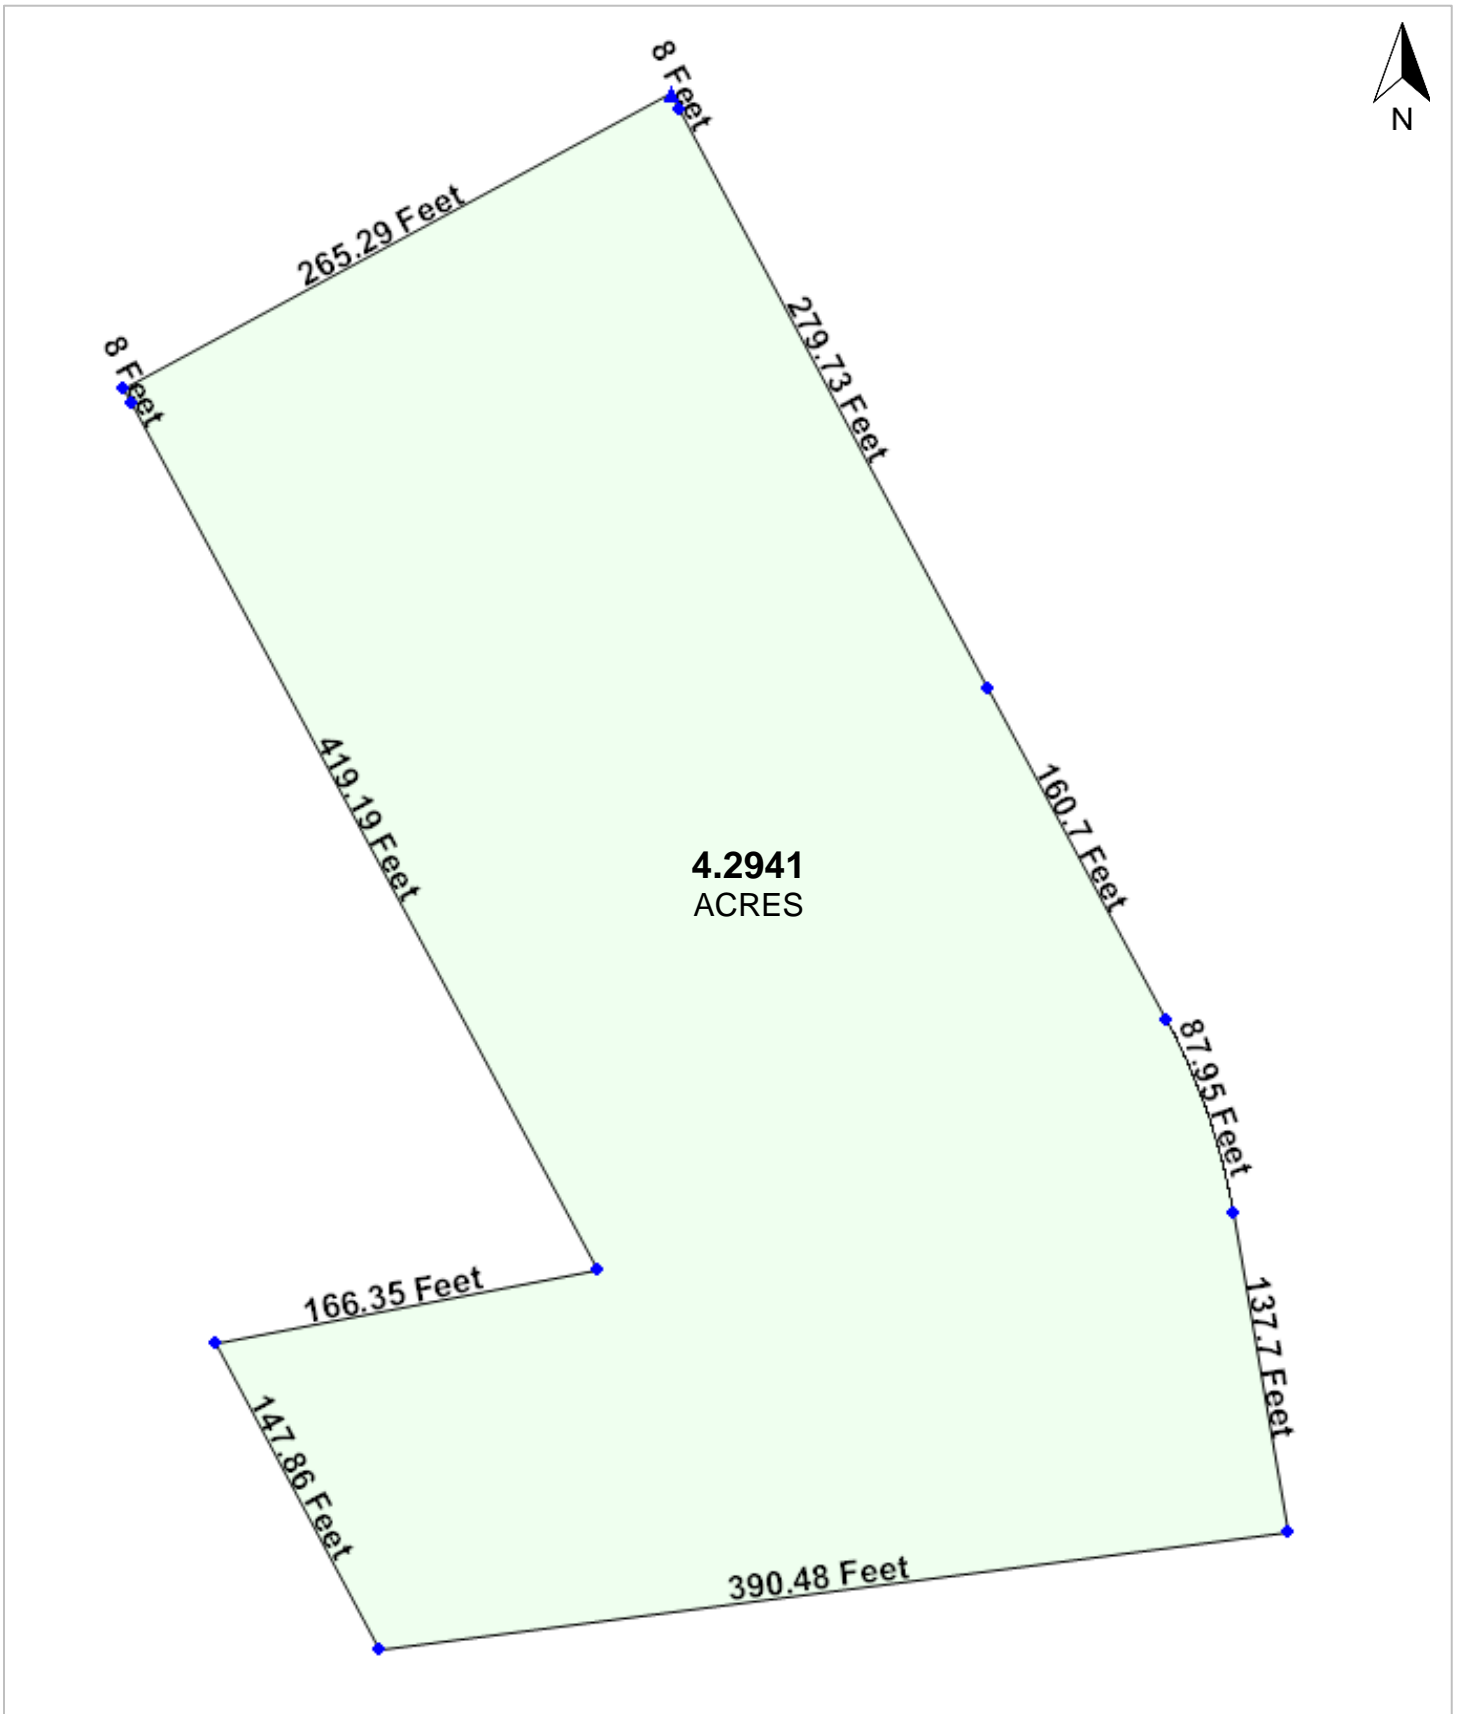 8 Feet
N
265.29 Feet
279.73 Feet
8 Feet
419.19 Feet
160.7 Feet
4.2941
ACRES
87.95 Feet
166.35 Feet
137.7 Feet
147.86 Feet
390.48 Feet